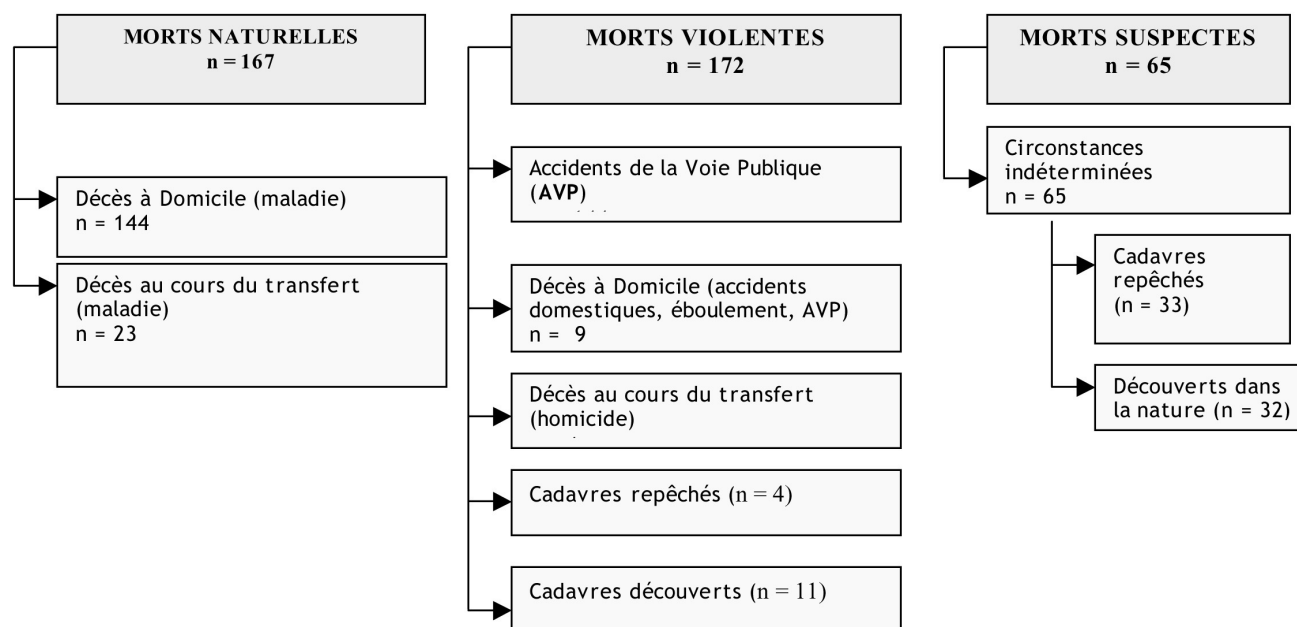 MORTS NATURELLES
n = 167
Décès à Domicile (maladie)
n = 144
Décès au cours du transfert
(maladie)
n = 23
MORTS VIOLENTES
n = 172
Accidents de la Voie Publique
(AVP)
Décès à Domicile (accidents
domestiques, éboulement, AVP)
n = 9
Décès au cours du transfert
(homicide)
Cadavres repêchés (n = 4)
Cadavres découverts (n = 11)
MORTS SUSPECTES
n = 65
Circonstances
indéterminées
n = 65
Cadavres
repêchés
(n = 33)
Découverts dans
la nature (n = 32)